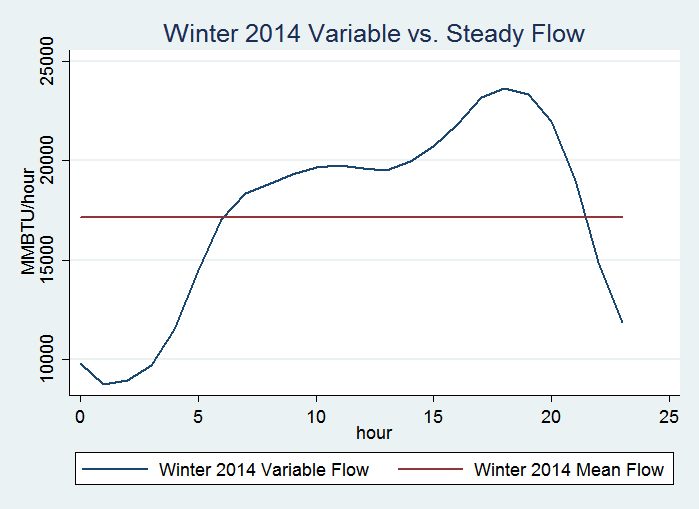 Winter 2014 Variable vs. Steady Flow
MMBTU/hour
25000
20000
15000
10000
0 5 10 15 20 25
hour
Winter 2014 Variable Flow Winter 2014 Mean Flow